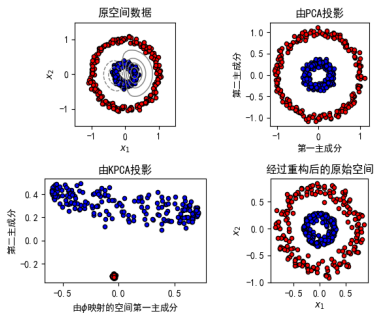 原空间数据
x₂
1
0
-1
-1
0
1
x₁
由PCA投影
第二主成分
1.0
0.5
0.0
-0.5
-1.0
-1
0
1
第一主成分
由KPCA投影
第二主成分
0.4
0.2
0.0
-0.2
-0.5
0.0
0.5
由ϕ映射的空间第一主成分
经过重构后的原始空间
x₂
0.5
0.0
-0.5
-1.0
-0.5
0.0
0.5
x₁